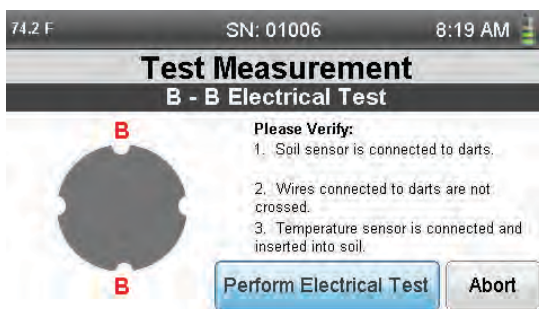 74.2 F SN: 01006 8:19 AM
Test Measurement
B - B Electrical Test
B
Please Verify:
1. Soil sensor is connected to darts.
2. Wires connected to darts are not
crossed.
3. Temperature sensor is connected and
inserted into soil.
B
Perform Electrical Test Abort